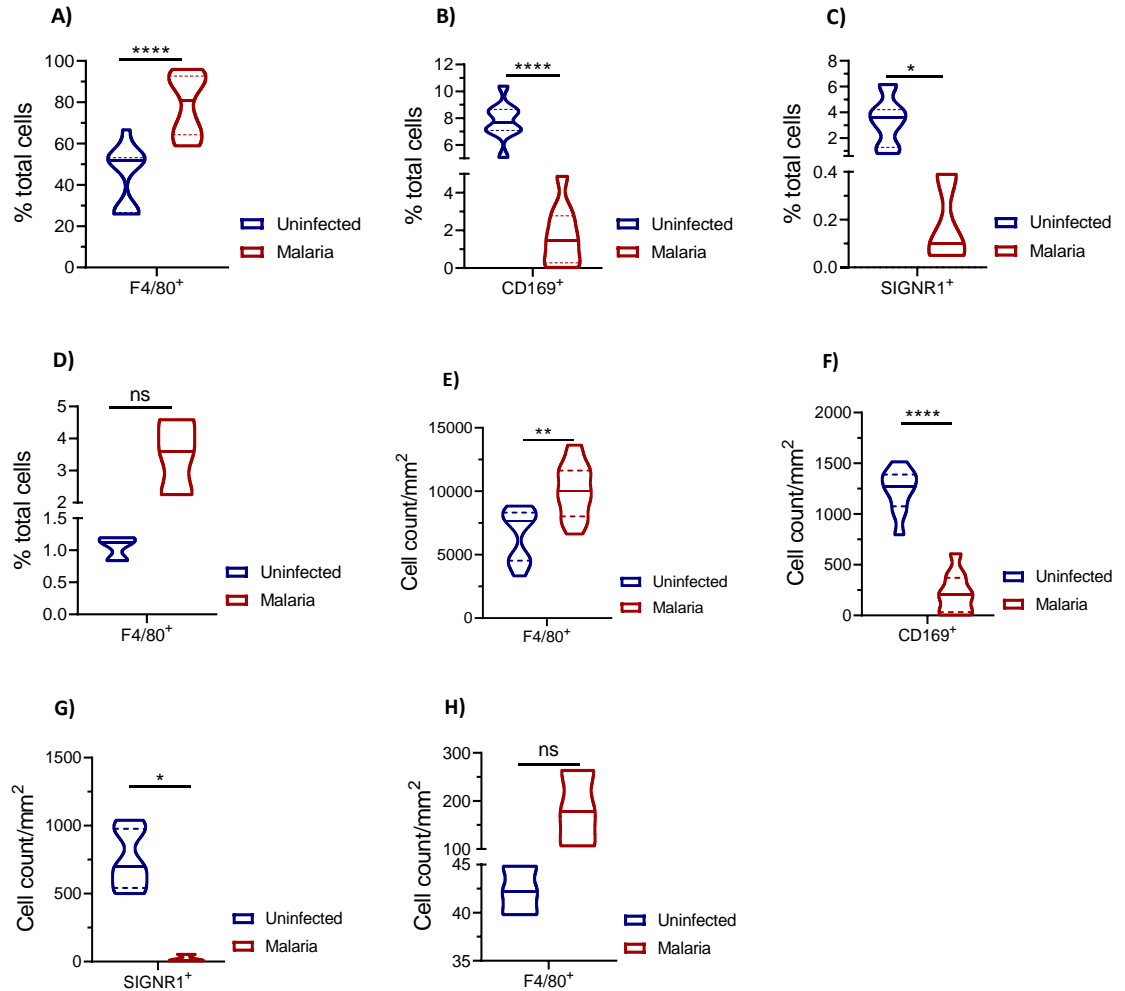 A)
% total cells
100
80
60
40
20
0
****
F4/80+
Uninfected
Malaria
B)
% total cells
12
10
8
6
4
2
0
****
CD169+
Uninfected
Malaria
C)
% total cells
8
6
4
2
0.4
0.2
0.0
*
SIGNR1+
Uninfected
Malaria
D)
% total cells
5
4
3
2
1.5
1.0
0.5
0.0
ns
F4/80+
Uninfected
Malaria
E)
Cell count/mm²
15000
10000
5000
0
**
F4/80+
Uninfected
Malaria
F)
Cell count/mm²
2000
1500
1000
500
0
****
CD169+
Uninfected
Malaria
G)
Cell count/mm²
1500
1000
500
0
*
SIGNR1+
Uninfected
Malaria
H)
Cell count/mm²
300
200
100
45
40
35
ns
F4/80+
Uninfected
Malaria